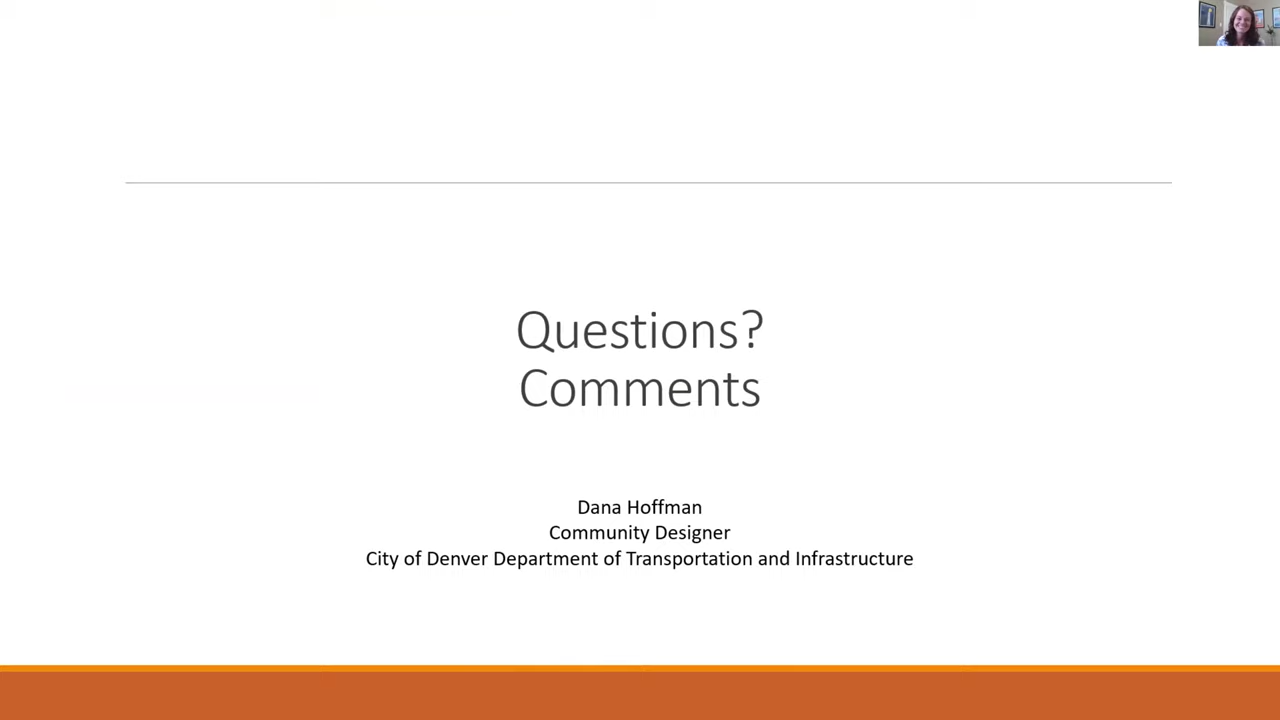 Questions?
Comments
Dana Hoffman
Community Designer
City of Denver Department of Transportation and Infrastructure